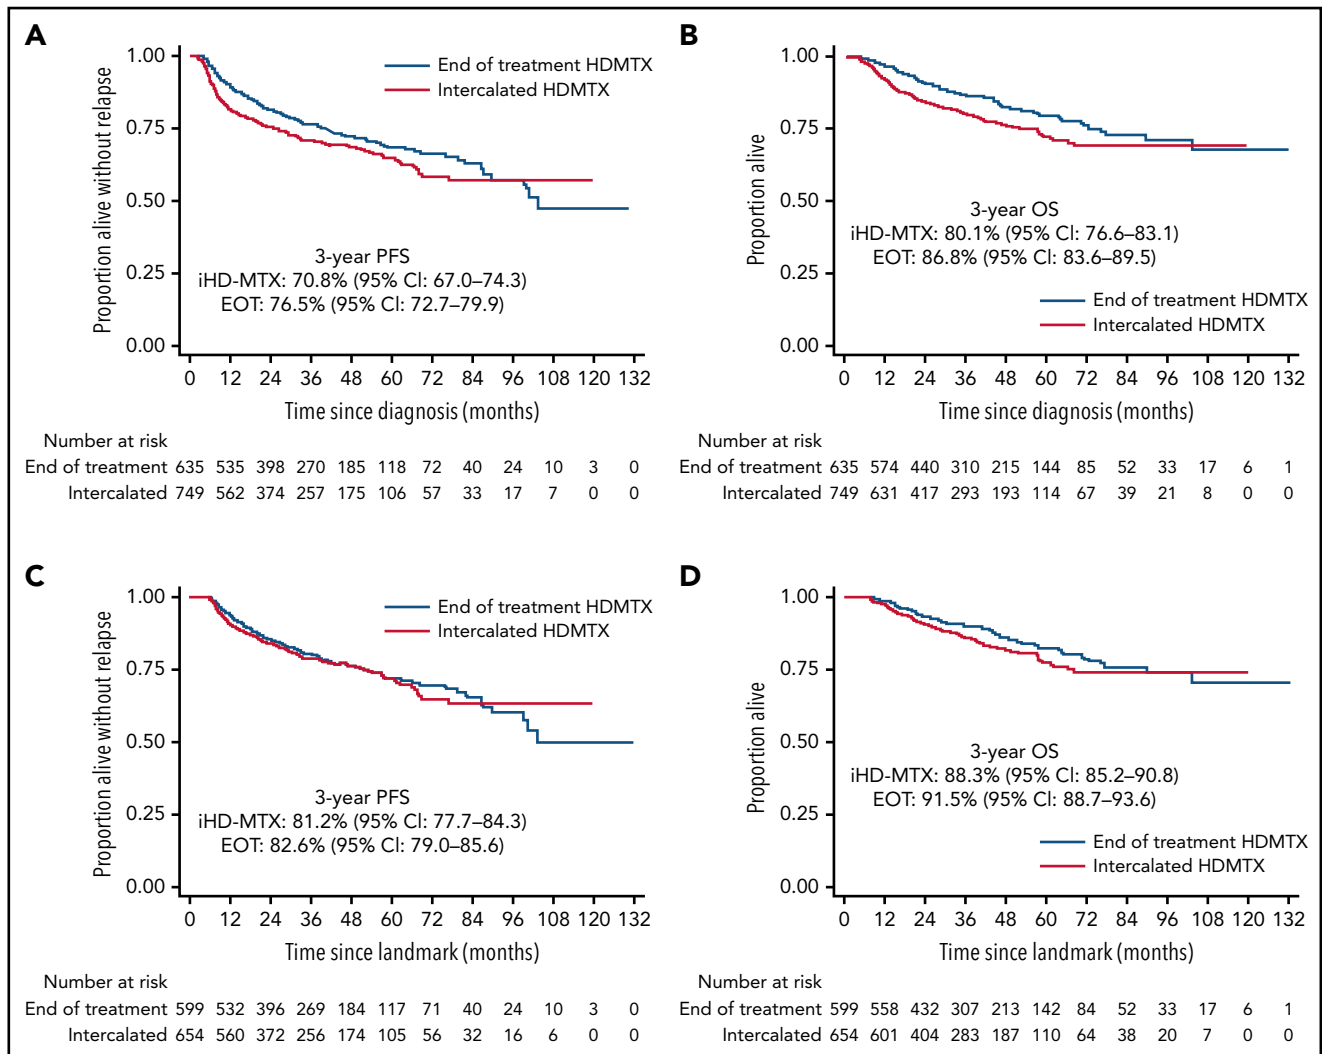 A
1.00
0.75
0.50
0.25
0.00
Proportion alive without relapse
End of treatment HDMTX
Intercalated HDMTX
3-year PFS
iHD-MTX: 70.8% (95% CI: 67.0–74.3)
EOT: 76.5% (95% CI: 72.7–79.9)
0 12 24 36 48 60 72 84 96 108 120 132
Time since diagnosis (months)
Number at risk
End of treatment 635 535 398 270 185 118 72 40 24 10 3 0
Intercalated 749 562 374 257 175 106 57 33 17 7 0 0
B
1.00
0.75
0.50
0.25
0.00
Proportion alive
3-year OS
iHD-MTX: 80.1% (95% CI: 76.6–83.1)
EOT: 86.8% (95% CI: 83.6–89.5)
End of treatment HDMTX
Intercalated HDMTX
0 12 24 36 48 60 72 84 96 108 120 132
Time since diagnosis (months)
Number at risk
End of treatment 635 574 440 310 215 144 85 52 33 17 6 1
Intercalated 749 631 417 293 193 114 67 39 21 8 0 0
C
1.00
0.75
0.50
0.25
0.00
Proportion alive without relapse
End of treatment HDMTX
Intercalated HDMTX
3-year PFS
iHD-MTX: 81.2% (95% CI: 77.7–84.3)
EOT: 82.6% (95% CI: 79.0–85.6)
0 12 24 36 48 60 72 84 96 108 120 132
Time since landmark (months)
Number at risk
End of treatment 599 532 396 269 184 117 71 40 24 10 3 0
Intercalated 654 560 372 256 174 105 56 32 16 6 0 0
D
1.00
0.75
0.50
0.25
0.00
Proportion alive
3-year OS
iHD-MTX: 88.3% (95% CI: 85.2–90.8)
EOT: 91.5% (95% CI: 88.7–93.6)
End of treatment HDMTX
Intercalated HDMTX
0 12 24 36 48 60 72 84 96 108 120 132
Time since landmark (months)
Number at risk
End of treatment 599 558 432 307 213 142 84 52 33 17 6 1
Intercalated 654 601 404 283 187 110 64 38 20 7 0 0